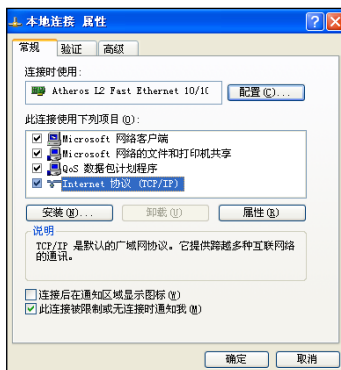 本地连接 属性
常规 验证 高级
连接时使用:
Atheros L2 Fast Ethernet 10/1(
配置(C)...
此连接使用下列项目(O):
Microsoft 网络客户端
Microsoft 网络的文件和打印机共享
QoS 数据包计划程序
Internet 协议 (TCP/IP)
安装(N)... 卸载(U) 属性(R)
说明
TCP/IP 是默认的广域网协议。它提供跨越多种互联网络
的通讯。
连接后在通知区域显示图标(W)
此连接被限制或无连接时通知我(M)
确定 取消